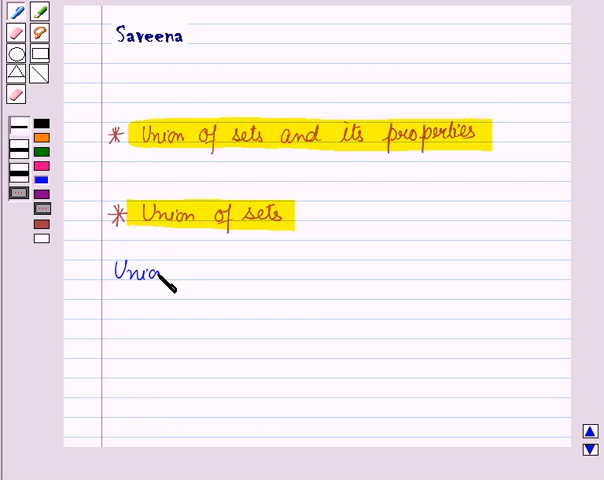 Saveena
* Union of sets and its properties
* Union of sets
Unio